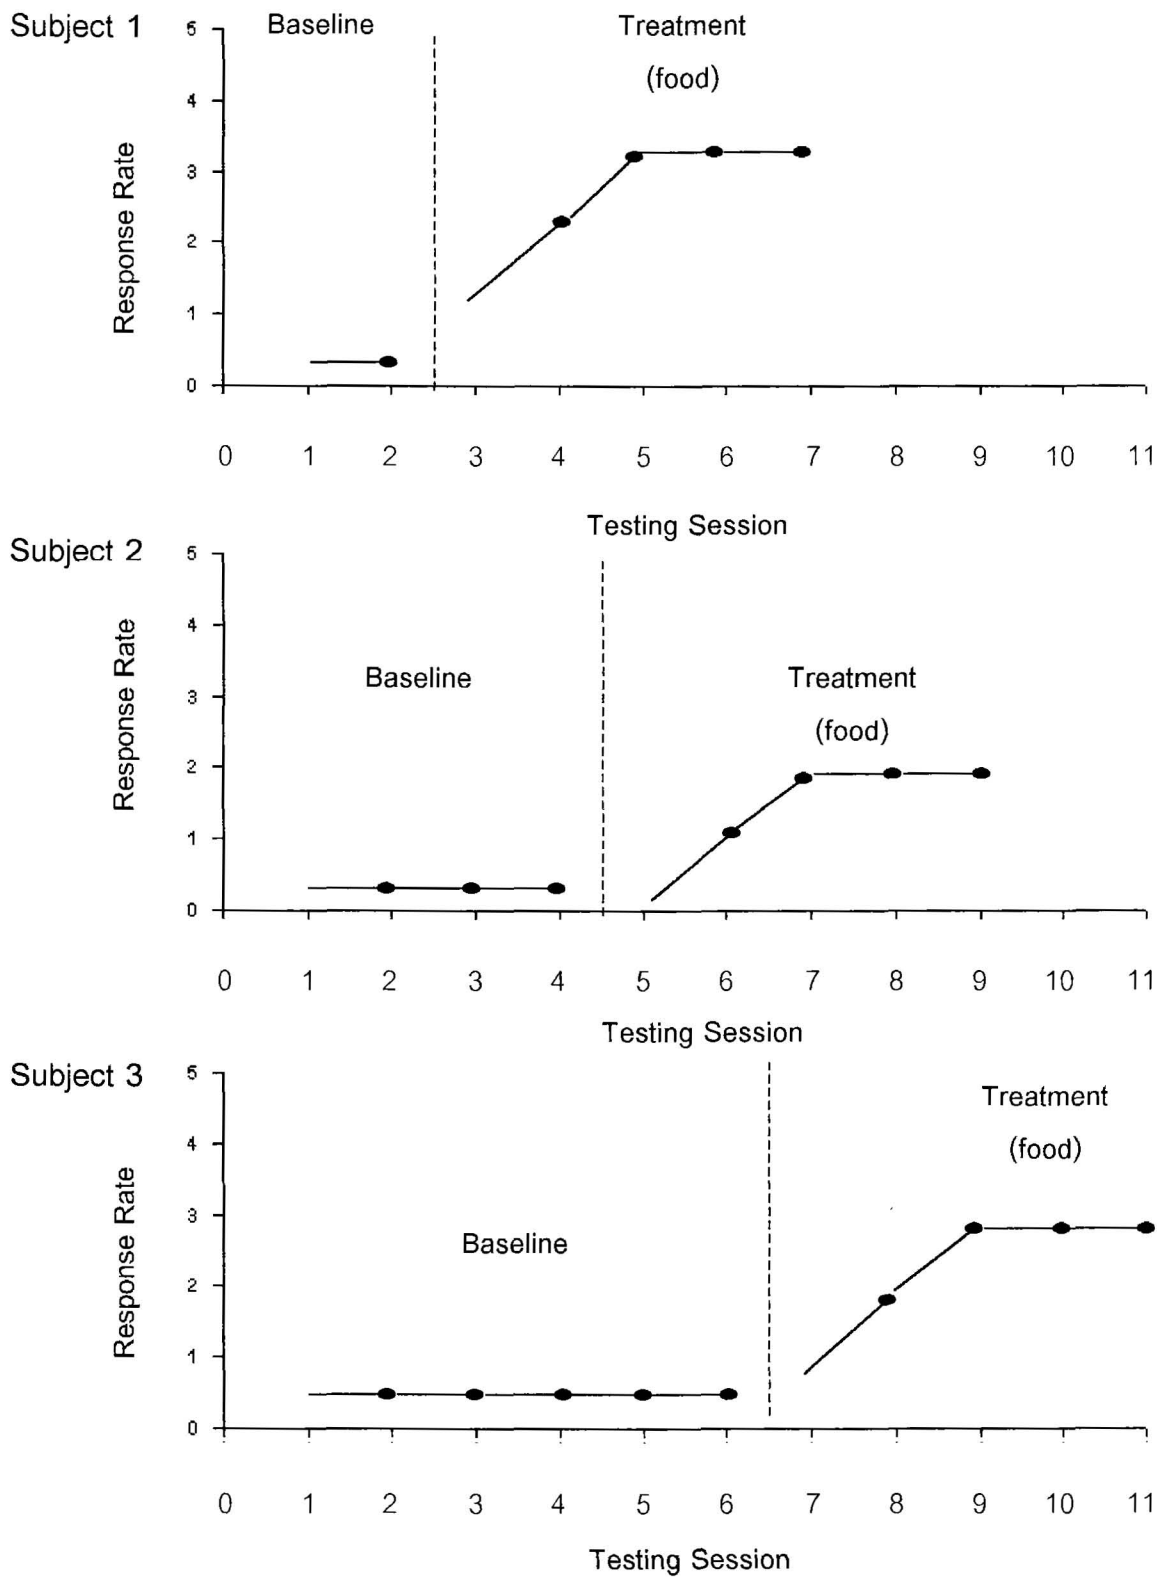 Subject 1
Baseline
Treatment
(food)
Response Rate
5
4
3
2
1
0
0 1 2 3 4 5 6 7 8 9 10 11
Testing Session
Subject 2
Baseline
Treatment
(food)
Response Rate
5
4
3
2
1
0
0 1 2 3 4 5 6 7 8 9 10 11
Testing Session
Subject 3
Treatment
(food)
Baseline
Response Rate
5
4
3
2
1
0
0 1 2 3 4 5 6 7 8 9 10 11
Testing Session